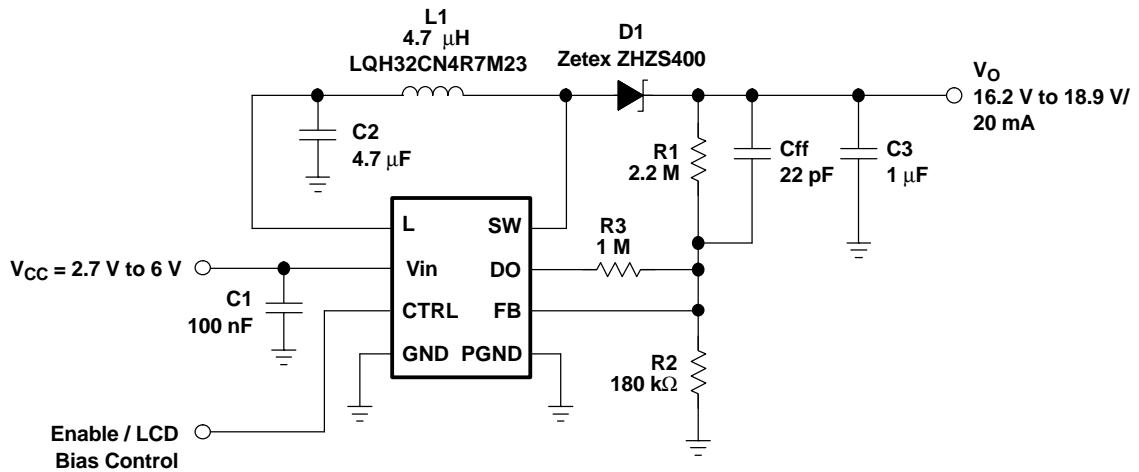 L1
4.7 μH
LQH32CN4R7M23
D1
Zetex ZHZS400
VO
16.2 V to 18.9 V/
20 mA
C2
4.7 μF
R1
2.2 M
Cff
22 pF
C3
1 μF
L
SW
R3
1 M
VCC = 2.7 V to 6 V
Vin
DO
C1
100 nF
CTRL
FB
GND
PGND
R2
180 kΩ
Enable / LCD
Bias Control